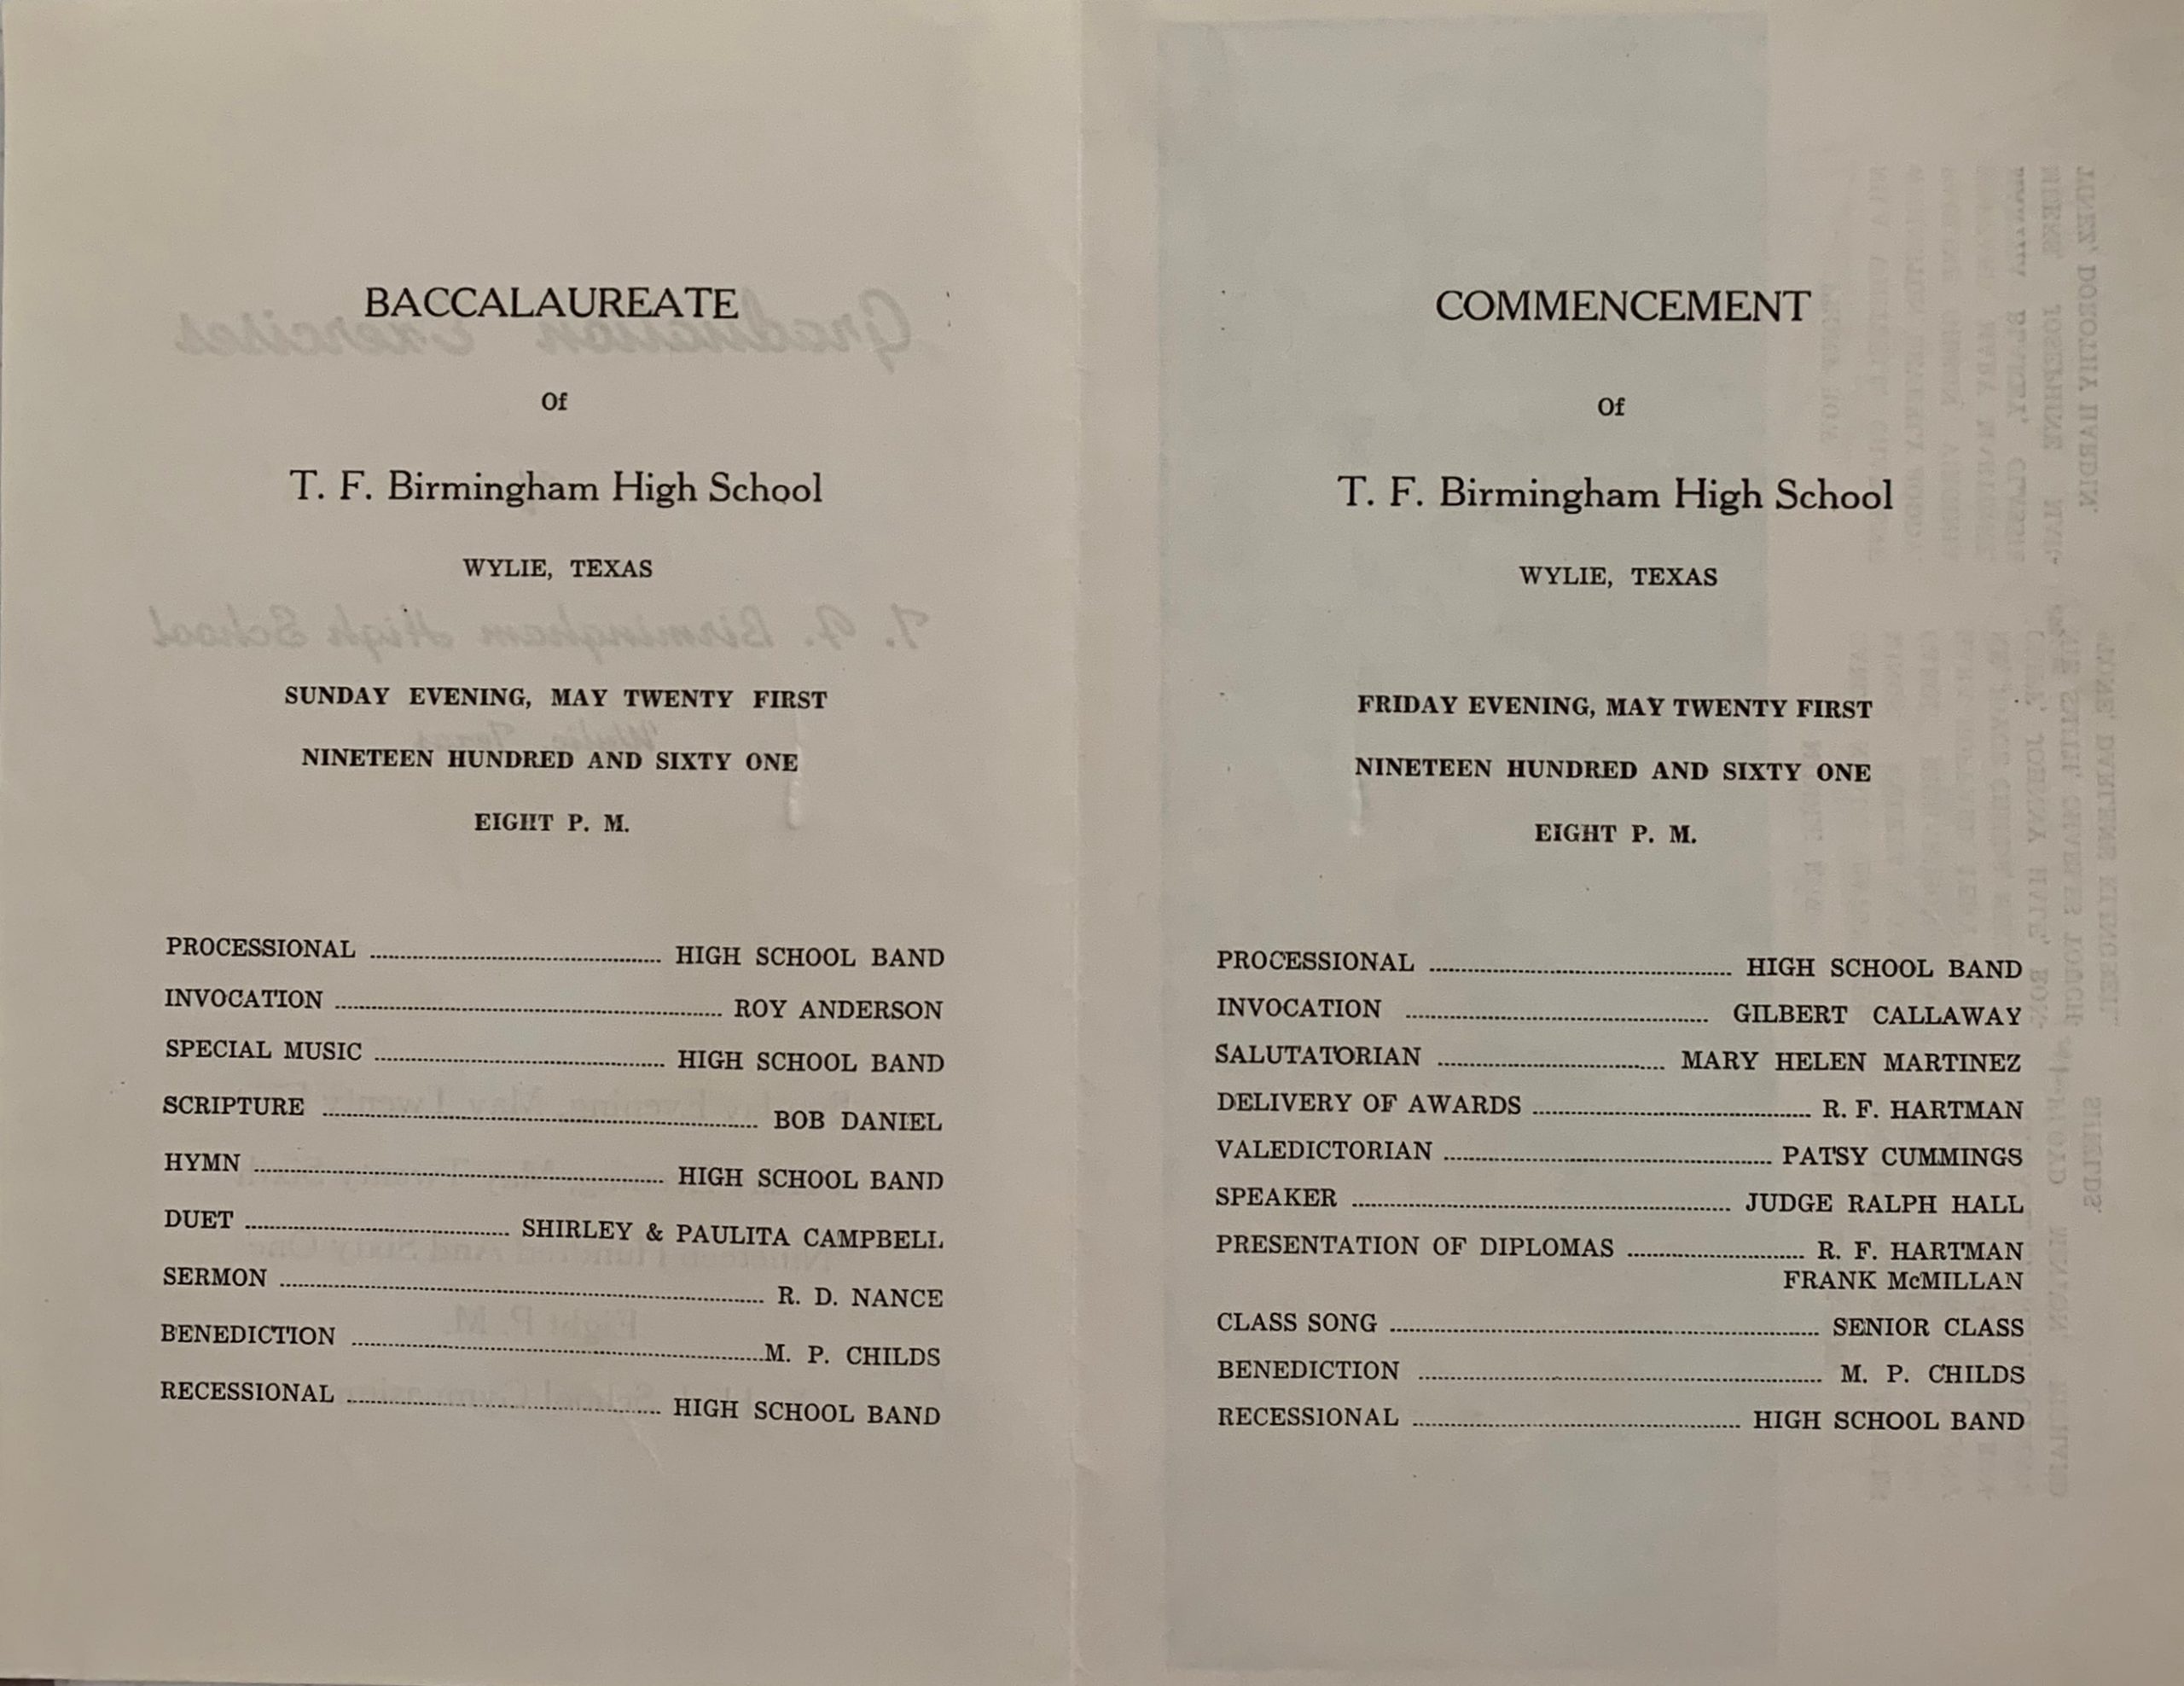 BACCALAUREATE
Of
T. F. Birmingham High School
WYLIE, TEXAS
SUNDAY EVENING, MAY TWENTY FIRST
NINETEEN HUNDRED AND SIXTY ONE
EIGHT P. M.
PROCESSIONAL HIGH SCHOOL BAND
INVOCATION ROY ANDERSON
SPECIAL MUSIC HIGH SCHOOL BAND
SCRIPTURE BOB DANIEL
HYMN HIGH SCHOOL BAND
DUET SHIRLEY & PAULITA CAMPBELL
SERMON R. D. NANCE
BENEDICTION M. P. CHILDS
RECESSIONAL HIGH SCHOOL BAND
COMMENCEMENT
Of
T. F. Birmingham High School
WYLIE, TEXAS
FRIDAY EVENING, MAY TWENTY FIRST
NINETEEN HUNDRED AND SIXTY ONE
EIGHT P. M.
PROCESSIONAL HIGH SCHOOL BAND
INVOCATION GILBERT CALLAWAY
SALUTATORIAN MARY HELEN MARTINEZ
DELIVERY OF AWARDS R. F. HARTMAN
VALEDICTORIAN PATSY CUMMINGS
SPEAKER JUDGE RALPH HALL
PRESENTATION OF DIPLOMAS R. F. HARTMAN
FRANK McMILLAN
CLASS SONG SENIOR CLASS
BENEDICTION M. P. CHILDS
RECESSIONAL HIGH SCHOOL BAND